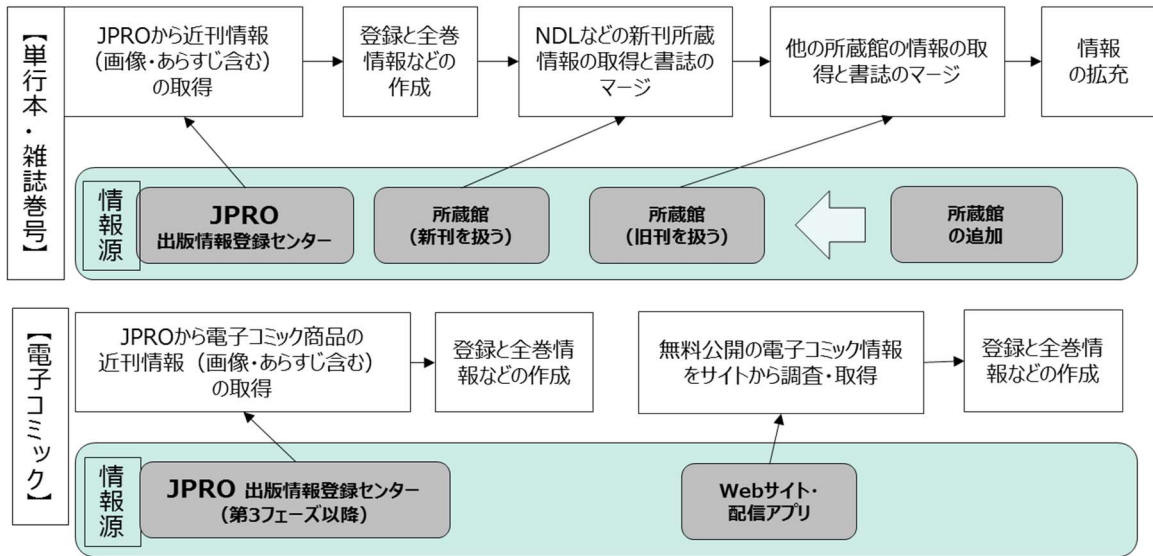 【単行本・雑誌巻号】
JPROから近刊情報
(画像・あらすじ含む)
の取得
登録と全巻
情報などの
作成
NDLなどの新刊所蔵
情報の取得と書誌の
マージ
他の所蔵館の情報の取
得と書誌のマージ
情報
の拡充
情報源
JPRO
出版情報登録センター
所蔵館
(新刊を扱う)
所蔵館
(旧刊を扱う)
所蔵館
の追加
【電子コミック】
JPROから電子コミック商品の
近刊情報 (画像・あらすじ含む)
の取得
登録と全巻情
報などの作成
無料公開の電子コミック情報
をサイトから調査・取得
登録と全巻情
報などの作成
情報源
JPRO 出版情報登録センター
(第3フェーズ以降)
Webサイト・
配信アプリ